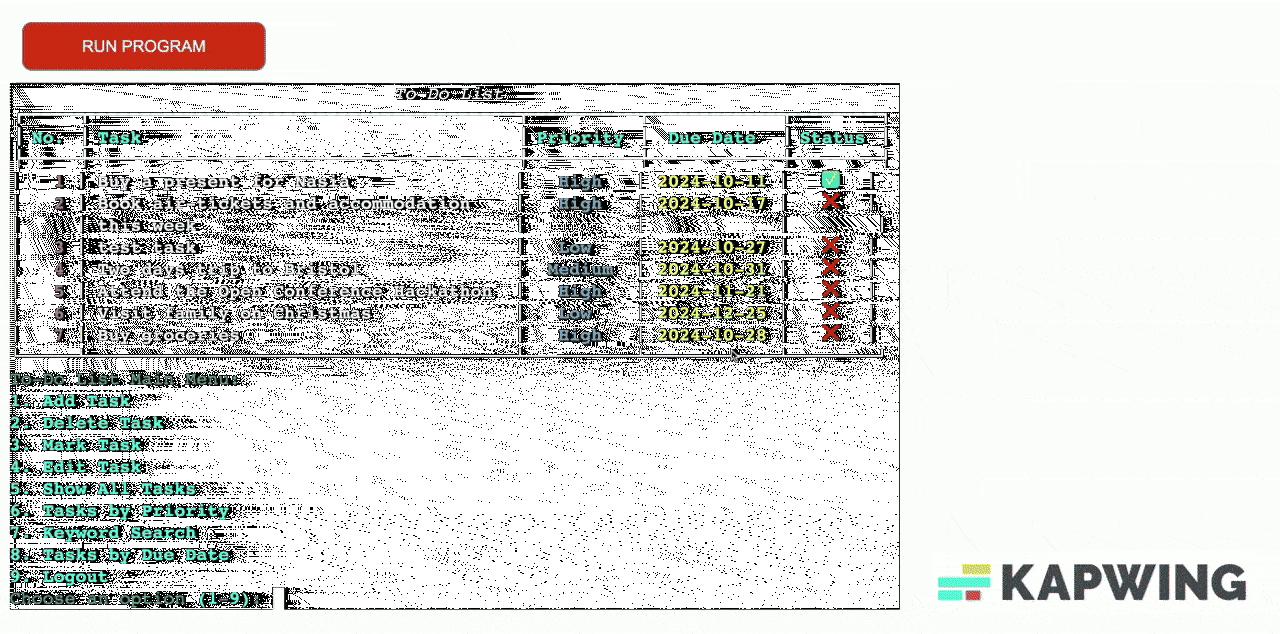 RUN PROGRAM
To-Do List
No. Task Priority Due Date Status
1 Buy a present for Nasia High 2024-10-11
2 Book air tickets and accommodation High 2024-10-17
this week
3 test task Low 2024-10-27
4 Two days trip to Bristol Medium 2024-10-31
5 Attend the Open Conference Hackathon High 2024-11-21
6 Visit family on Christmas Low 2024-12-25
7 Buy groceries High 2024-10-28
To-Do List Main Menu:
1. Add Task
2. Delete Task
3. Mark Task
4. Edit Task
5. Show All Tasks
6. Tasks by Priority
7. Keyword Search
8. Tasks by Due Date
9. Logout
Choose an option (1-9):
KAPWING